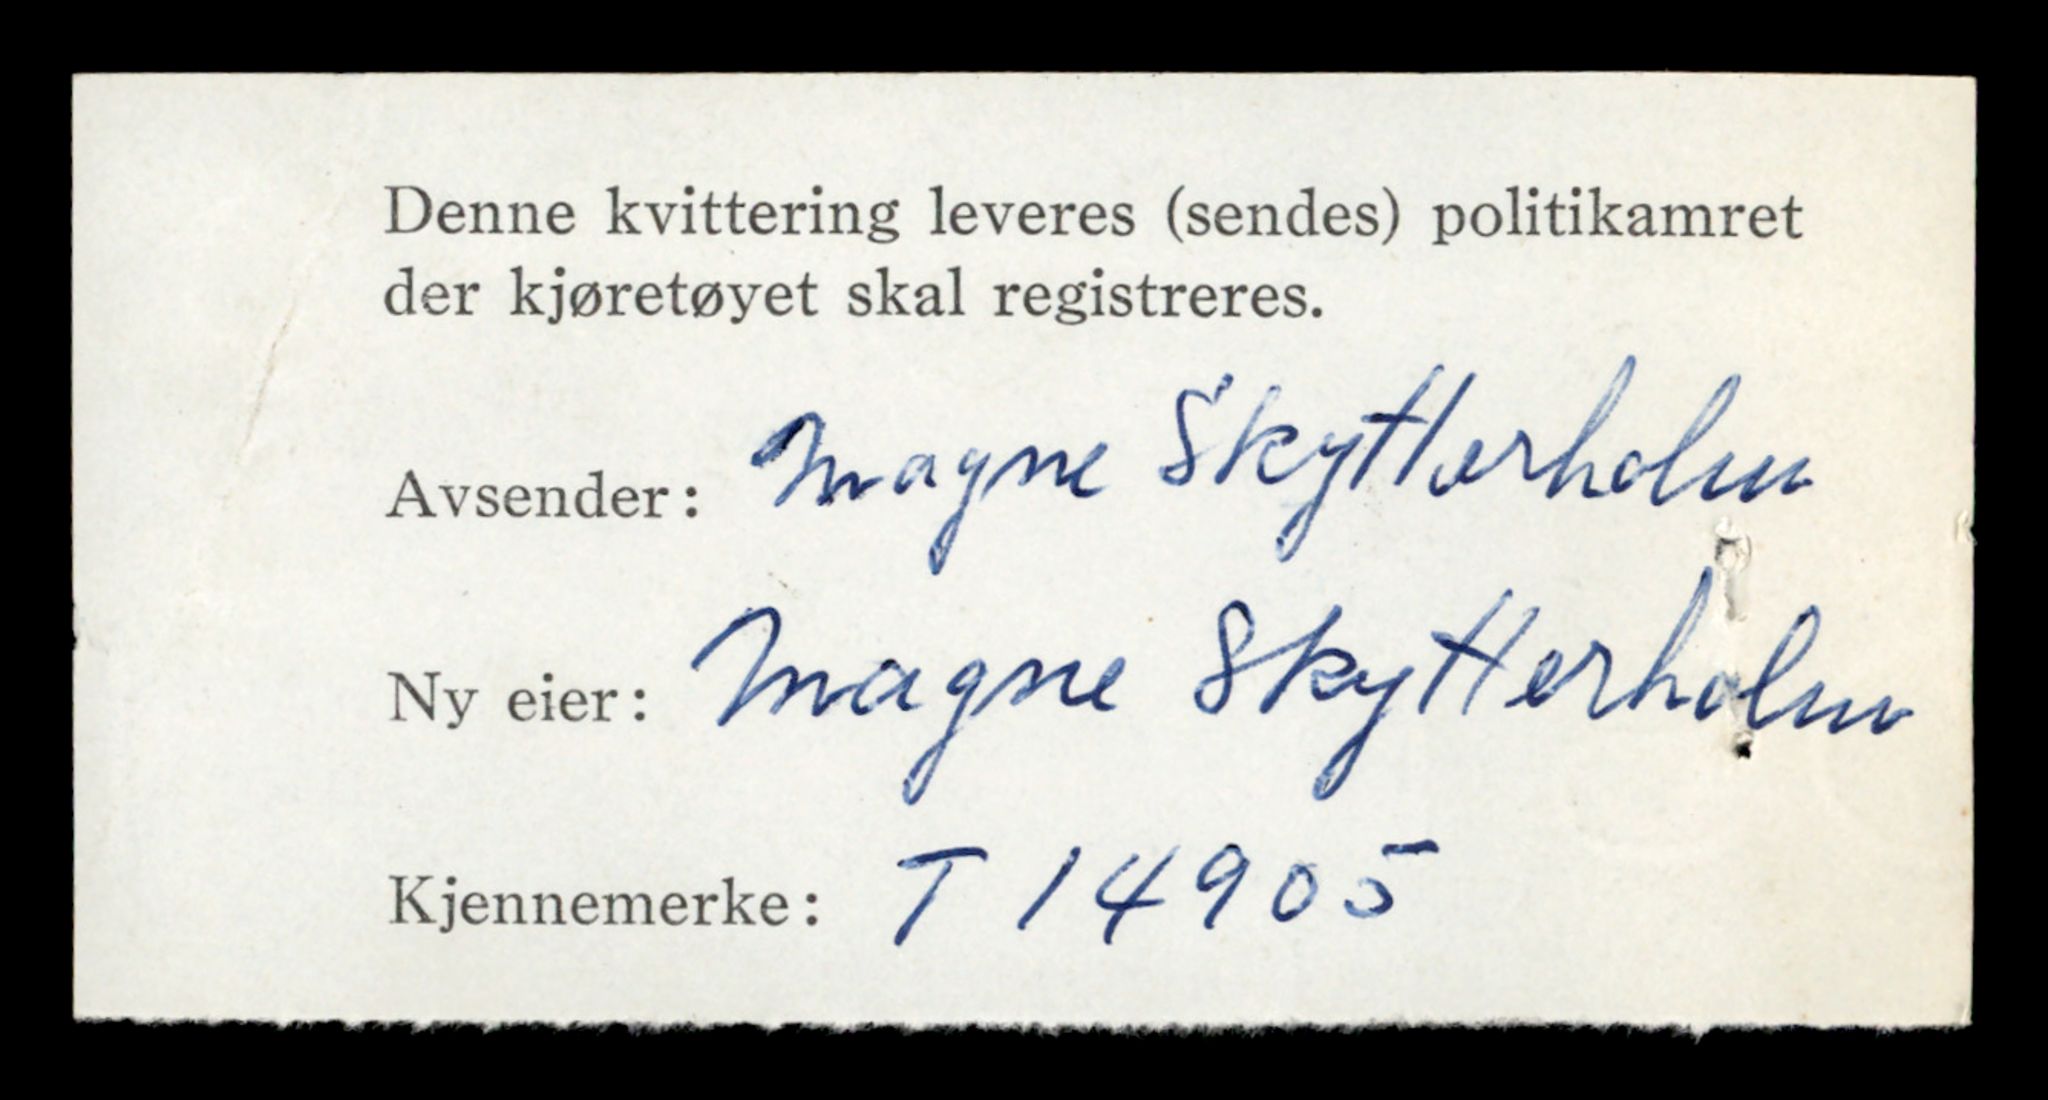 Denne kvittering leveres (sendes) politikamret
der kjøretøyet skal registreres.
Avsender: Magne Skytterholm
Ny eier: Magne Skytterholm
Kjennemerke: T 14905